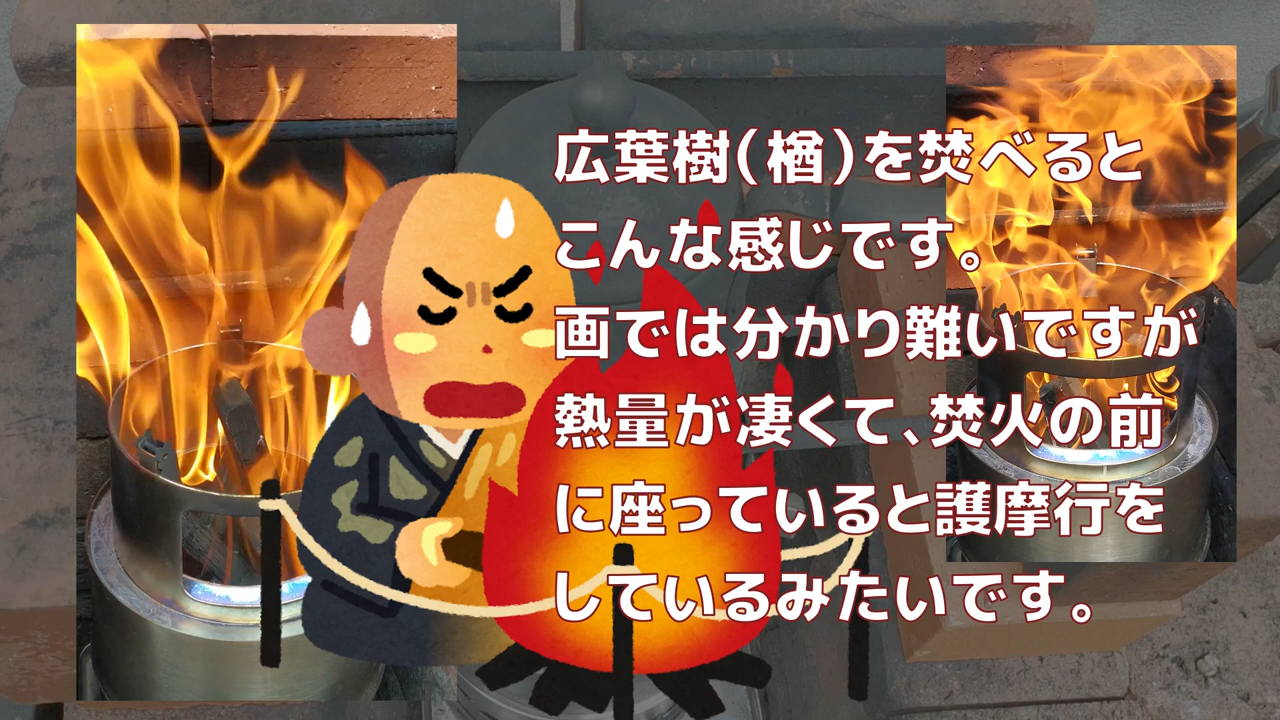 広葉樹(楢)を焚べると
こんな感じです。
画では分かり難いですが
熱量が凄くて、焚火の前
に座っていると護摩行を
しているみたいです。